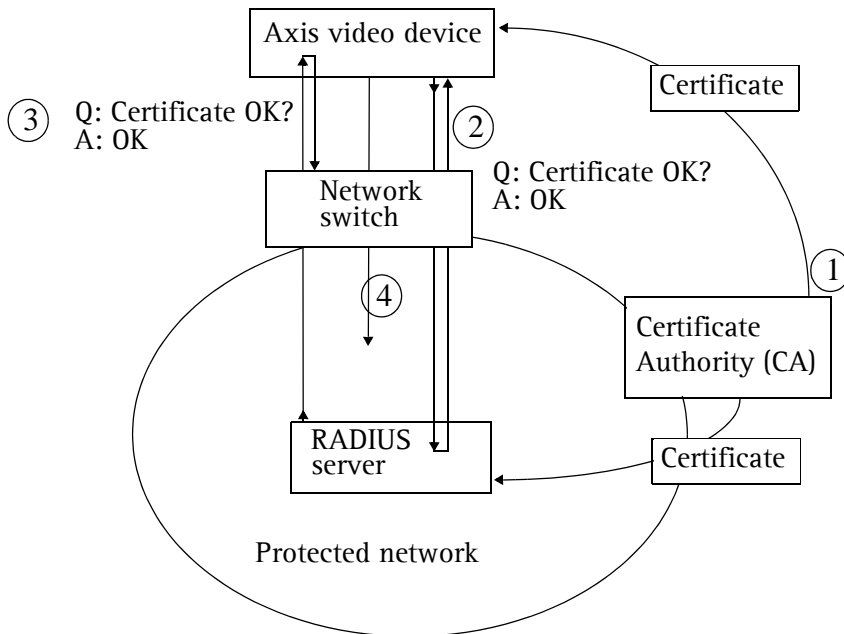 Axis video device
Certificate
3
Q: Certificate OK?
A: OK
2
Q: Certificate OK?
A: OK
Network
switch
1
4
Certificate
Authority (CA)
RADIUS
server
Certificate
Protected network